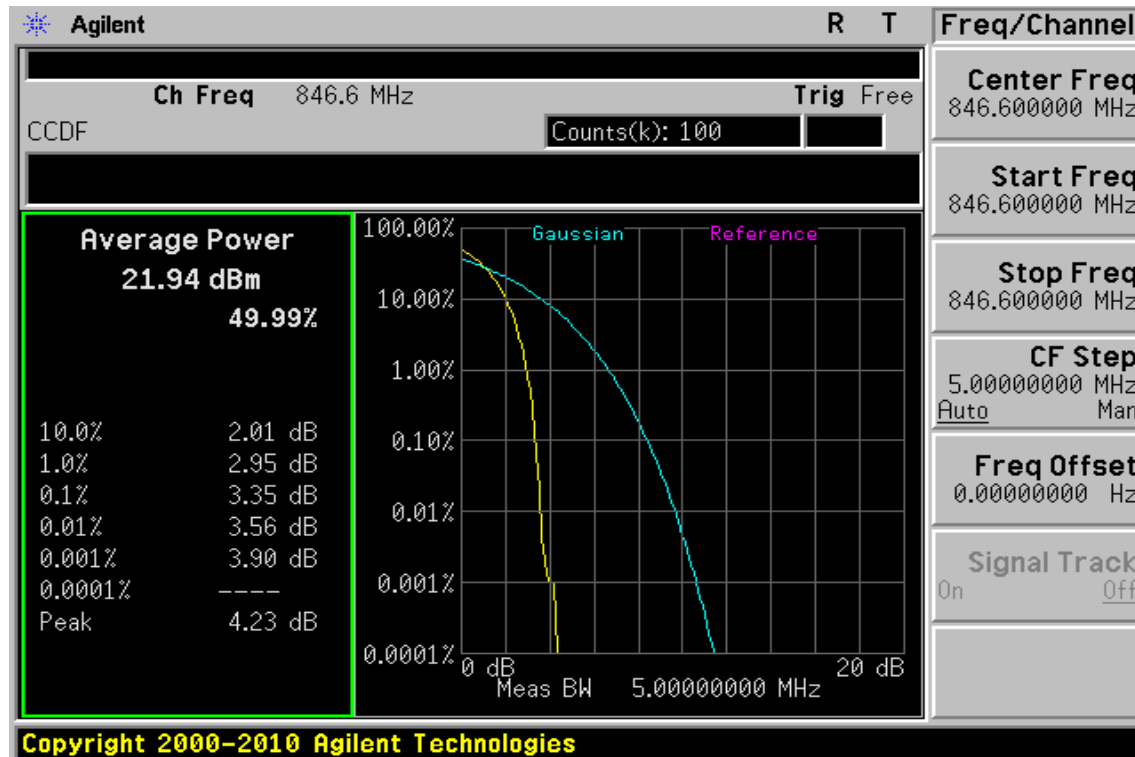 Agilent R T
Ch Freq 846.6 MHz Trig Free
CCDF Counts(k): 100
Average Power
21.94 dBm
49.99%
10.0% 2.01 dB
1.0% 2.95 dB
0.1% 3.35 dB
0.01% 3.56 dB
0.001% 3.90 dB
0.0001% ----
Peak 4.23 dB
Gaussian Reference
100.00%
10.00%
1.00%
0.10%
0.01%
0.001%
0.0001%
0 dB 20 dB
Meas BW 5.00000000 MHz
Freq/Channel
Center Freq
846.600000 MHz
Start Freq
846.600000 MHz
Stop Freq
846.600000 MHz
CF Step
5.00000000 MHz
Auto Man
Freq Offset
0.00000000 Hz
Signal Track
On Off
Copyright 2000-2010 Agilent Technologies